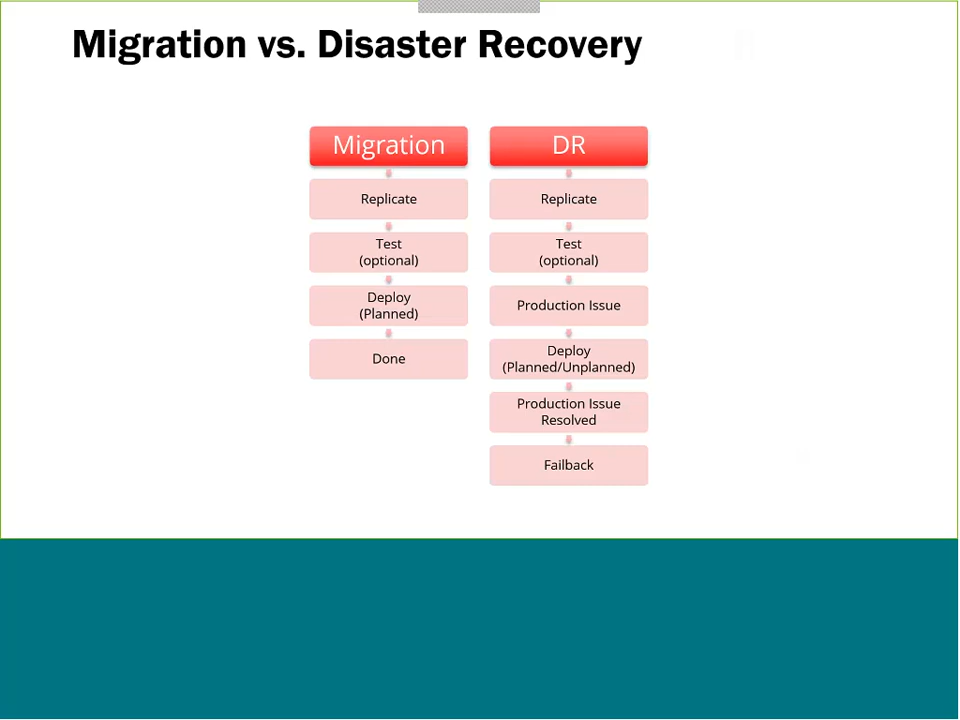 Migration vs. Disaster Recovery
Migration
Replicate
Test
(optional)
Deploy
(Planned)
Done
DR
Replicate
Test
(optional)
Production Issue
Deploy
(Planned/Unplanned)
Production Issue
Resolved
Failback